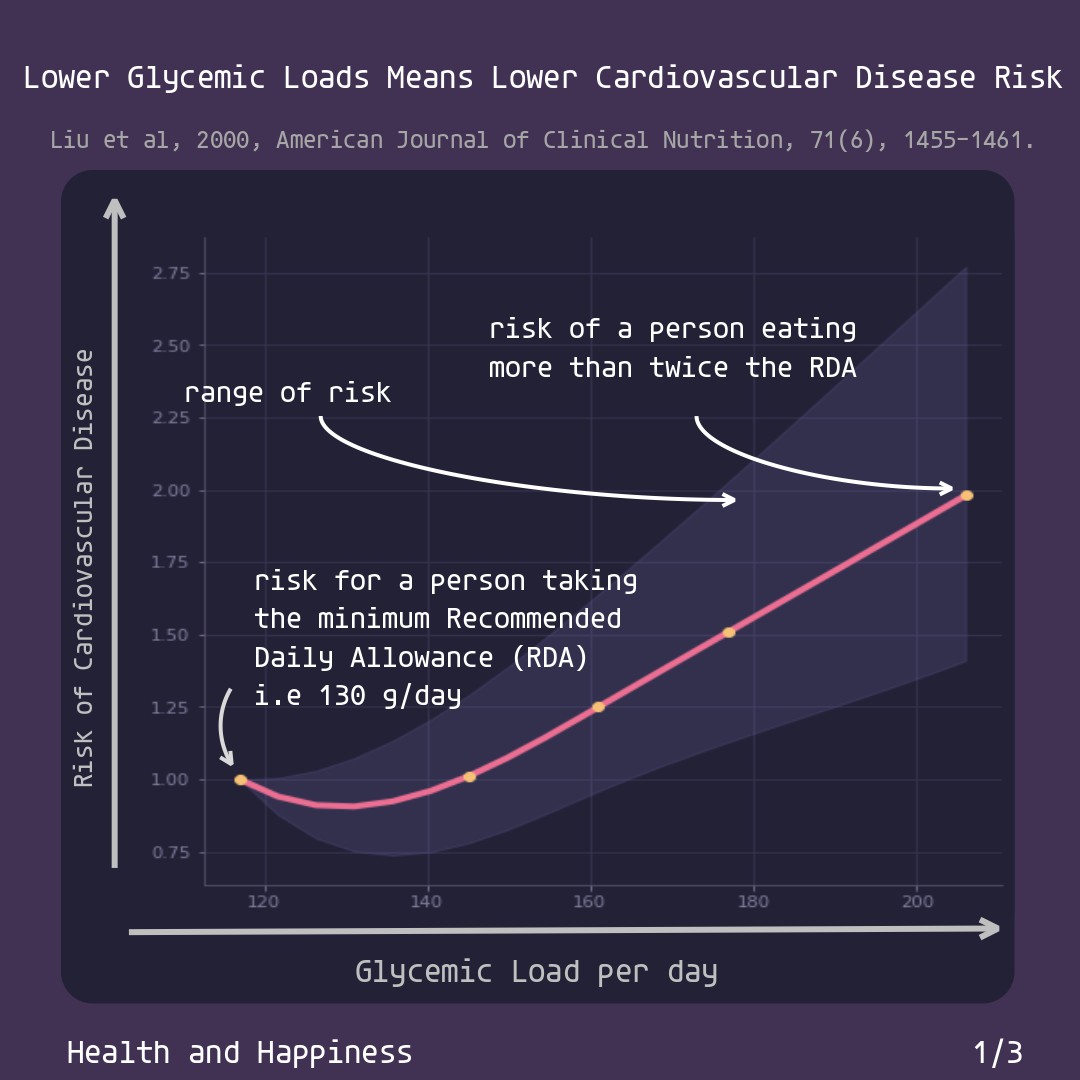 Lower Glycemic Loads Means Lower Cardiovascular Disease Risk
Liu et al, 2000, American Journal of Clinical Nutrition, 71(6), 1455-1461.
Risk of Cardiovascular Disease
2.75
2.50
2.25
2.00
1.75
1.50
1.25
1.00
0.75
risk of a person eating
more than twice the RDA
range of risk
risk for a person taking
the minimum Recommended
Daily Allowance (RDA)
i.e 130 g/day
120 140 160 180 200
Glycemic Load per day
Health and Happiness
1/3